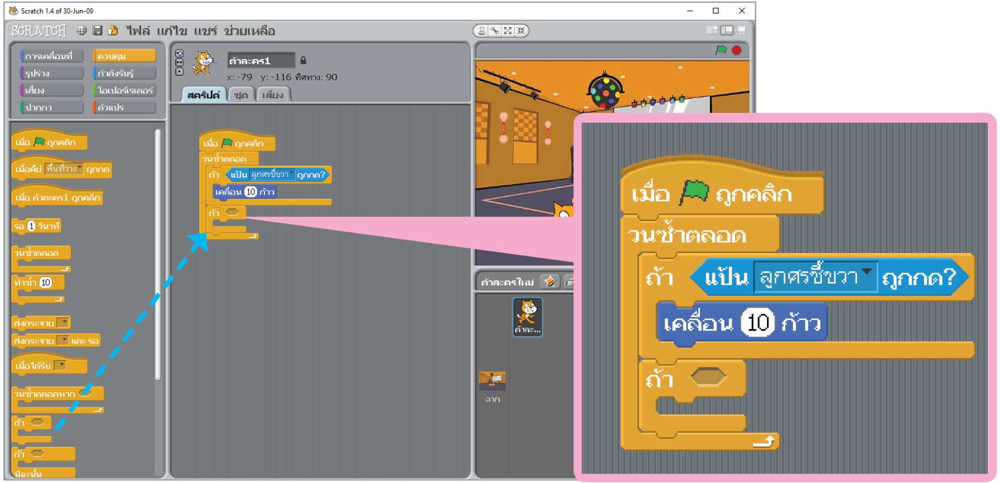 Scratch 1.4 of 30-Jun-09
SCRATCH ไฟล์ แก้ไข แชร์ ช่วยเหลือ
การเคลื่อนที่ ควบคุม
รูปร่าง กำลังรับรู้
เสียง โอเปอร์เรเตอร์
ปากกา ตัวแปร
เมื่อ ถูกคลิก
เมื่อคีย์ พื้นที่ว่าง ถูกกด
เมื่อ ตัวละคร1 ถูกคลิก
รอ 1 วินาที
วนซ้ำตลอด
ทำซ้ำ 10
ส่งกระจาย
ส่งกระจาย และ รอ
เมื่อได้รับ
วนซ้ำตลอดหาก
ถ้า
ถ้า
มิฉะนั้น
ตัวละคร1
x: -79 y: -116 ทิศทาง: 90
สคริปต์ ชุด เสียง
เมื่อ ถูกคลิก
วนซ้ำตลอด
ถ้า แป้น ลูกศรชี้ขวา ถูกกด?
เคลื่อน 10 ก้าว
ถ้า
ตัวละครใหม่
ตัวละ...
ฉาก
เมื่อ ถูกคลิก
วนซ้ำตลอด
ถ้า แป้น ลูกศรชี้ขวา ถูกกด?
เคลื่อน 10 ก้าว
ถ้า